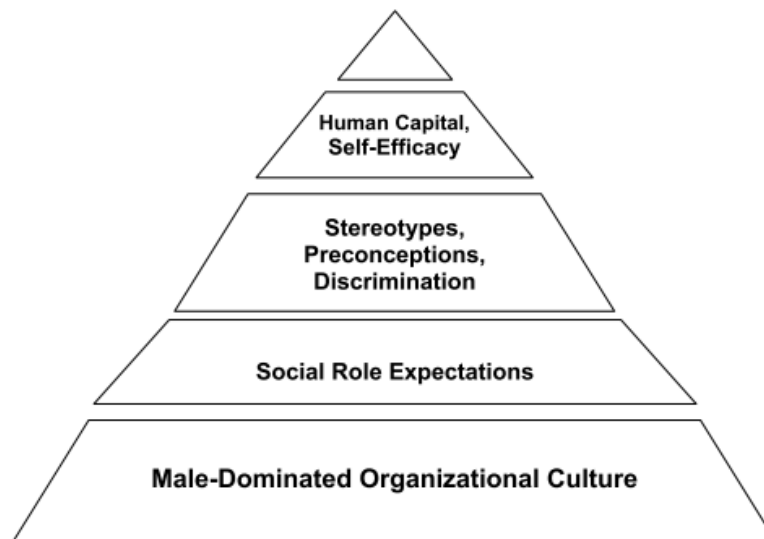 Human Capital,
Self-Efficacy
Stereotypes,
Preconceptions,
Discrimination
Social Role Expectations
Male-Dominated Organizational Culture